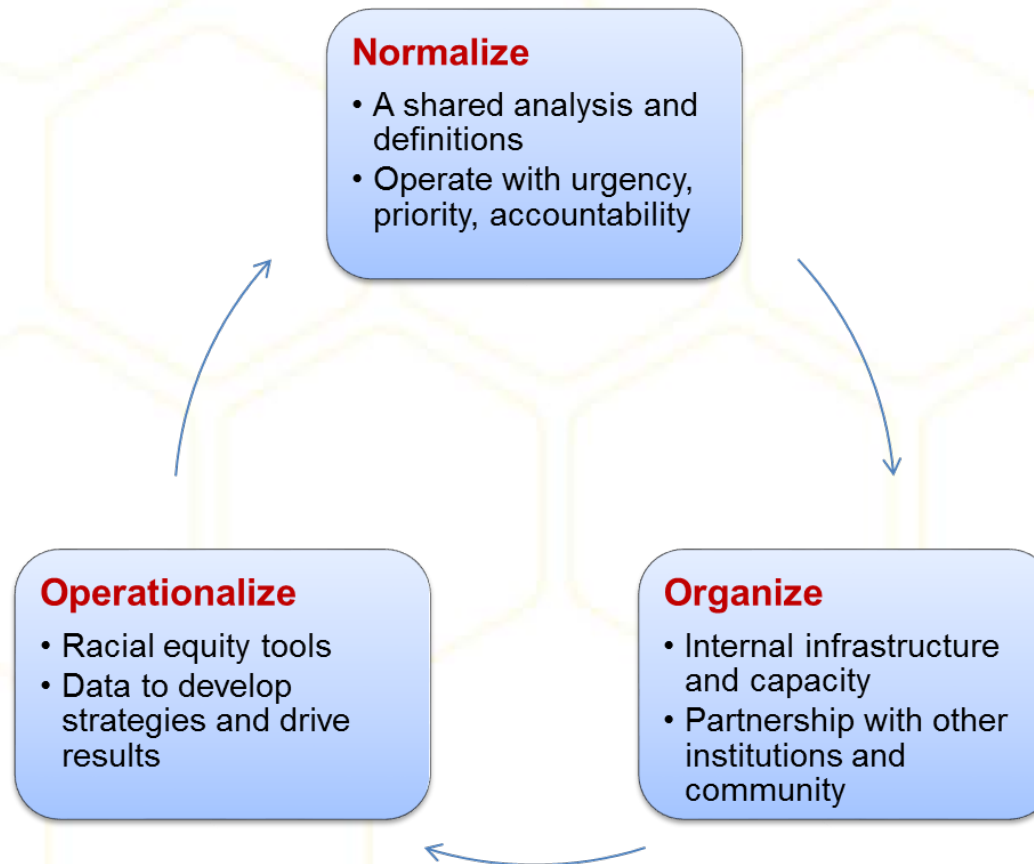 Normalize
• A shared analysis and
definitions
• Operate with urgency,
priority, accountability
Operationalize
• Racial equity tools
• Data to develop
strategies and drive
results
Organize
• Internal infrastructure
and capacity
• Partnership with other
institutions and
community